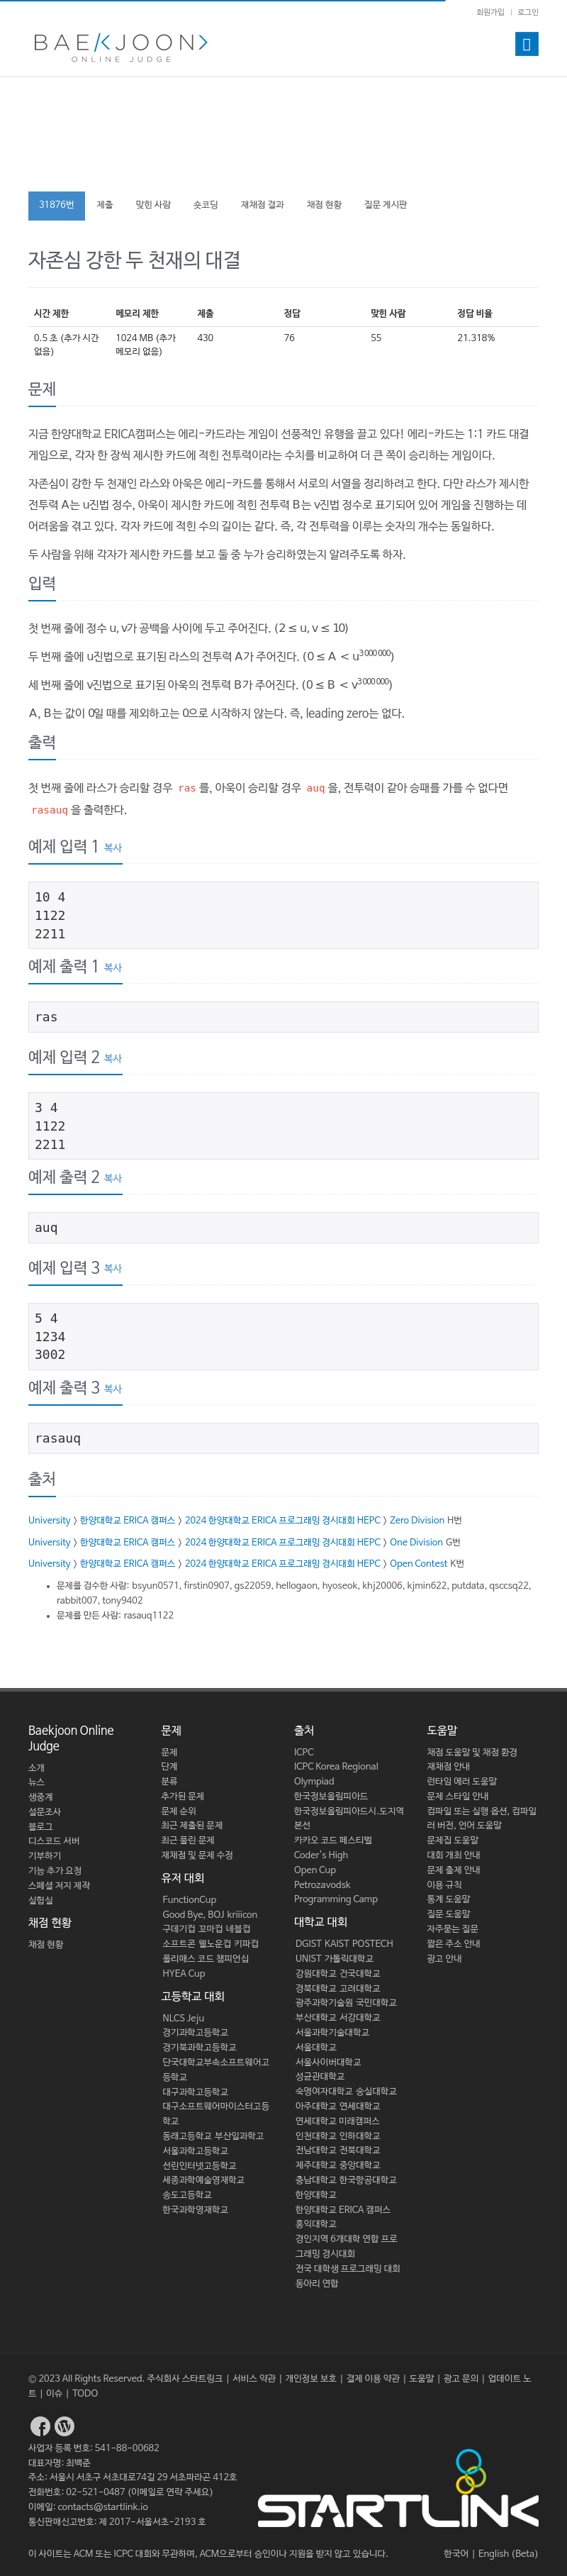 회원가입 | 로그인
BAEKJOON>
ONLINE JUDGE
31876번 제출 맞힌 사람 숏코딩 재채점 결과 채점 현황 질문 게시판
자존심 강한 두 천재의 대결
시간 제한 메모리 제한 제출 정답 맞힌 사람 정답 비율
0.5 초 (추가 시간 없음) 1024 MB (추가 메모리 없음) 430 76 55 21.318%
문제
지금 한양대학교 ERICA캠퍼스는 에리-카드라는 게임이 선풍적인 유행을 끌고 있다! 에리-카드는 1:1 카드 대결
게임으로, 각자 한 장씩 제시한 카드에 적힌 전투력이라는 수치를 비교하여 더 큰 쪽이 승리하는 게임이다.
자존심이 강한 두 천재인 라스와 아욱은 에리-카드를 통해서 서로의 서열을 정리하려고 한다. 다만 라스가 제시한
전투력 A는 u진법 정수, 아욱이 제시한 카드에 적힌 전투력 B는 v진법 정수로 표기되어 있어 게임을 진행하는 데
어려움을 겪고 있다. 각자 카드에 적힌 수의 길이는 같다. 즉, 각 전투력을 이루는 숫자의 개수는 동일하다.
두 사람을 위해 각자가 제시한 카드를 보고 둘 중 누가 승리하였는지 알려주도록 하자.
입력
첫 번째 줄에 정수 u, v가 공백을 사이에 두고 주어진다. (2 ≤ u, v ≤ 10)
두 번째 줄에 u진법으로 표기된 라스의 전투력 A가 주어진다. (0 ≤ A < u^3 000 000)
세 번째 줄에 v진법으로 표기된 아욱의 전투력 B가 주어진다. (0 ≤ B < v^3 000 000)
A, B는 값이 0일 때를 제외하고는 0으로 시작하지 않는다. 즉, leading zero는 없다.
출력
첫 번째 줄에 라스가 승리할 경우 ras 를, 아욱이 승리할 경우 auq 을, 전투력이 같아 승패를 가를 수 없다면
rasauq 을 출력한다.
예제 입력 1 복사
10 4
1122
2211
예제 출력 1 복사
ras
예제 입력 2 복사
3 4
1122
2211
예제 출력 2 복사
auq
예제 입력 3 복사
5 4
1234
3002
예제 출력 3 복사
rasauq
출처
University > 한양대학교 ERICA 캠퍼스 > 2024 한양대학교 ERICA 프로그래밍 경시대회 HEPC > Zero Division H번
University > 한양대학교 ERICA 캠퍼스 > 2024 한양대학교 ERICA 프로그래밍 경시대회 HEPC > One Division G번
University > 한양대학교 ERICA 캠퍼스 > 2024 한양대학교 ERICA 프로그래밍 경시대회 HEPC > Open Contest K번
• 문제를 검수한 사람: bsyun0571, firstin0907, gs22059, hellogaon, hyoseok, khj20006, kjmin622, putdata, qsccsq22,
rabbit007, tony9402
• 문제를 만든 사람: rasauq1122
Baekjoon Online
Judge
소개
뉴스
생중계
설문조사
블로그
디스코드 서버
기부하기
기능 추가 요청
스페셜 저지 제작
실험실
채점 현황
채점 현황
문제
문제
단계
분류
추가된 문제
문제 순위
최근 제출된 문제
최근 풀린 문제
재채점 및 문제 수정
유저 대회
FunctionCup
Good Bye, BOJ kriiicon
구데기컵 꼬마컵 네블컵
소프트콘 웰노운컵 키파컵
폴리매스 코드 챔피언십
HYEA Cup
고등학교 대회
NLCS Jeju
경기과학고등학교
경기북과학고등학교
단국대학교부속소프트웨어고
등학교
대구과학고등학교
대구소프트웨어마이스터고등
학교
동래고등학교 부산일과학고
서울과학고등학교
선린인터넷고등학교
세종과학예술영재학교
송도고등학교
한국과학영재학교
출처
ICPC
ICPC Korea Regional
Olympiad
한국정보올림피아드
한국정보올림피아드시.도지역
본선
카카오 코드 페스티벌
Coder's High
Open Cup
Petrozavodsk
Programming Camp
대학교 대회
DGIST KAIST POSTECH
UNIST 가톨릭대학교
강원대학교 건국대학교
경북대학교 고려대학교
광주과학기술원 국민대학교
부산대학교 서강대학교
서울과학기술대학교
서울대학교
서울사이버대학교
성균관대학교
숙명여자대학교 숭실대학교
아주대학교 연세대학교
연세대학교 미래캠퍼스
인천대학교 인하대학교
전남대학교 전북대학교
제주대학교 중앙대학교
충남대학교 한국항공대학교
한양대학교
한양대학교 ERICA 캠퍼스
홍익대학교
경인지역 6개대학 연합 프로
그래밍 경시대회
전국 대학생 프로그래밍 대회
동아리 연합
도움말
채점 도움말 및 채점 환경
재채점 안내
런타임 에러 도움말
문제 스타일 안내
컴파일 또는 실행 옵션, 컴파일
러 버전, 언어 도움말
문제집 도움말
대회 개최 안내
문제 출제 안내
이용 규칙
통계 도움말
질문 도움말
자주묻는 질문
짧은 주소 안내
광고 안내
© 2023 All Rights Reserved. 주식회사 스타트링크 | 서비스 약관 | 개인정보 보호 | 결제 이용 약관 | 도움말 | 광고 문의 | 업데이트 노
트 | 이슈 | TODO
사업자 등록 번호: 541-88-00682
대표자명: 최백준
주소: 서울시 서초구 서초대로74길 29 서초파라곤 412호
전화번호: 02-521-0487 (이메일로 연락 주세요)
이메일: contacts@startlink.io
통신판매신고번호: 제 2017-서울서초-2193 호
STARTLINK
이 사이트는 ACM 또는 ICPC 대회와 무관하며, ACM으로부터 승인이나 지원을 받지 않고 있습니다.
한국어 | English (Beta)